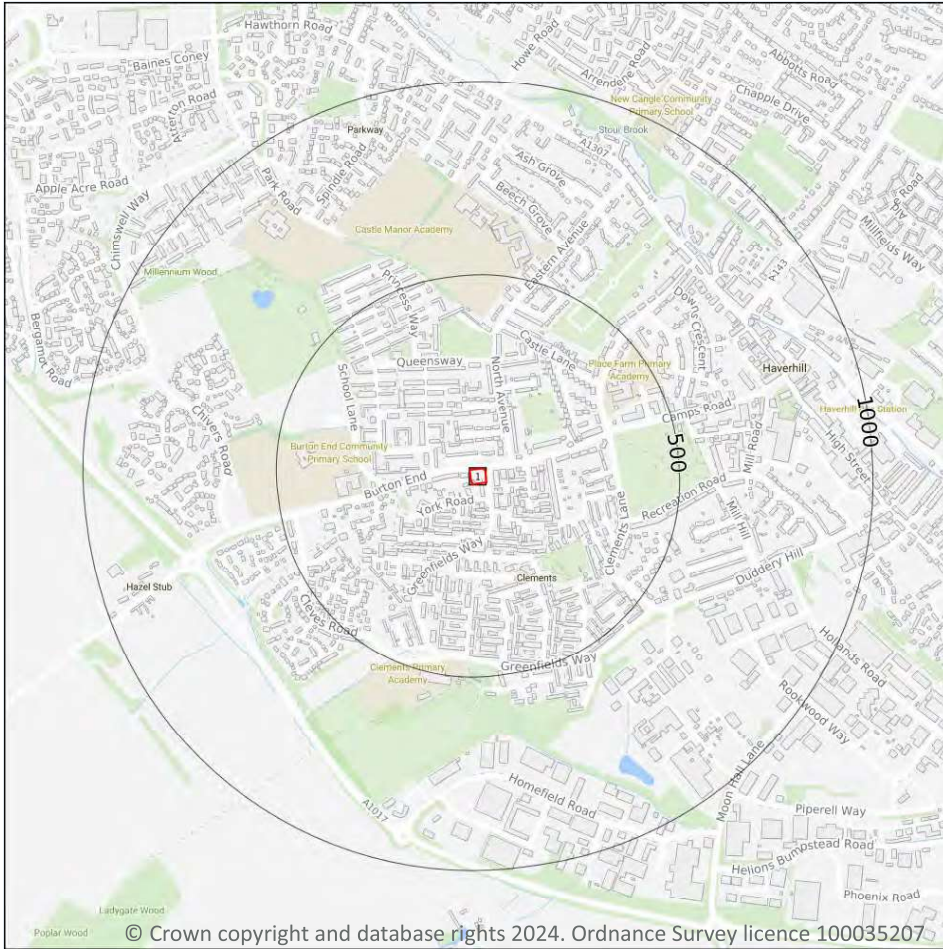 Hawthorn Road
Baines Coney
Atterton Road
Howe Road
Arrendene Road
Abbotts Road
Chapple Drive
New Cangle Community
Primary School
Stour Brook
A1307
Parkway
Spindle Road
Park Road
Apple Acre Road
Chimswell Way
Ash Grove
Beech Grove
Eastern Avenue
Castle Manor Academy
Millfields Way
A143
Millennium Wood
Princess Way
Bergamot Road
Downs Crescent
Castle Lane
Queensway
North Avenue
School Lane
Place Farm Primary
Academy
Haverhill
Chivers Road
Camps Road
1000
500
High Street
Mill Road
Burton End Community
Primary School
Burton End
1
York Road
Recreation Road
Mill Hill
Clements Lane
Greenfields Way
Clements
Duddery Hill
Hazel Stub
Cleves Road
Greenfields Way
Clements Primary
Academy
Hollands Road
Rookwood Way
Moon Hall Lane
Homefield Road
A1017
Piperell Way
Helions Bumpstead Road
Phoenix Road
Ladygate Wood
Poplar Wood
© Crown copyright and database rights 2024. Ordnance Survey licence 100035207